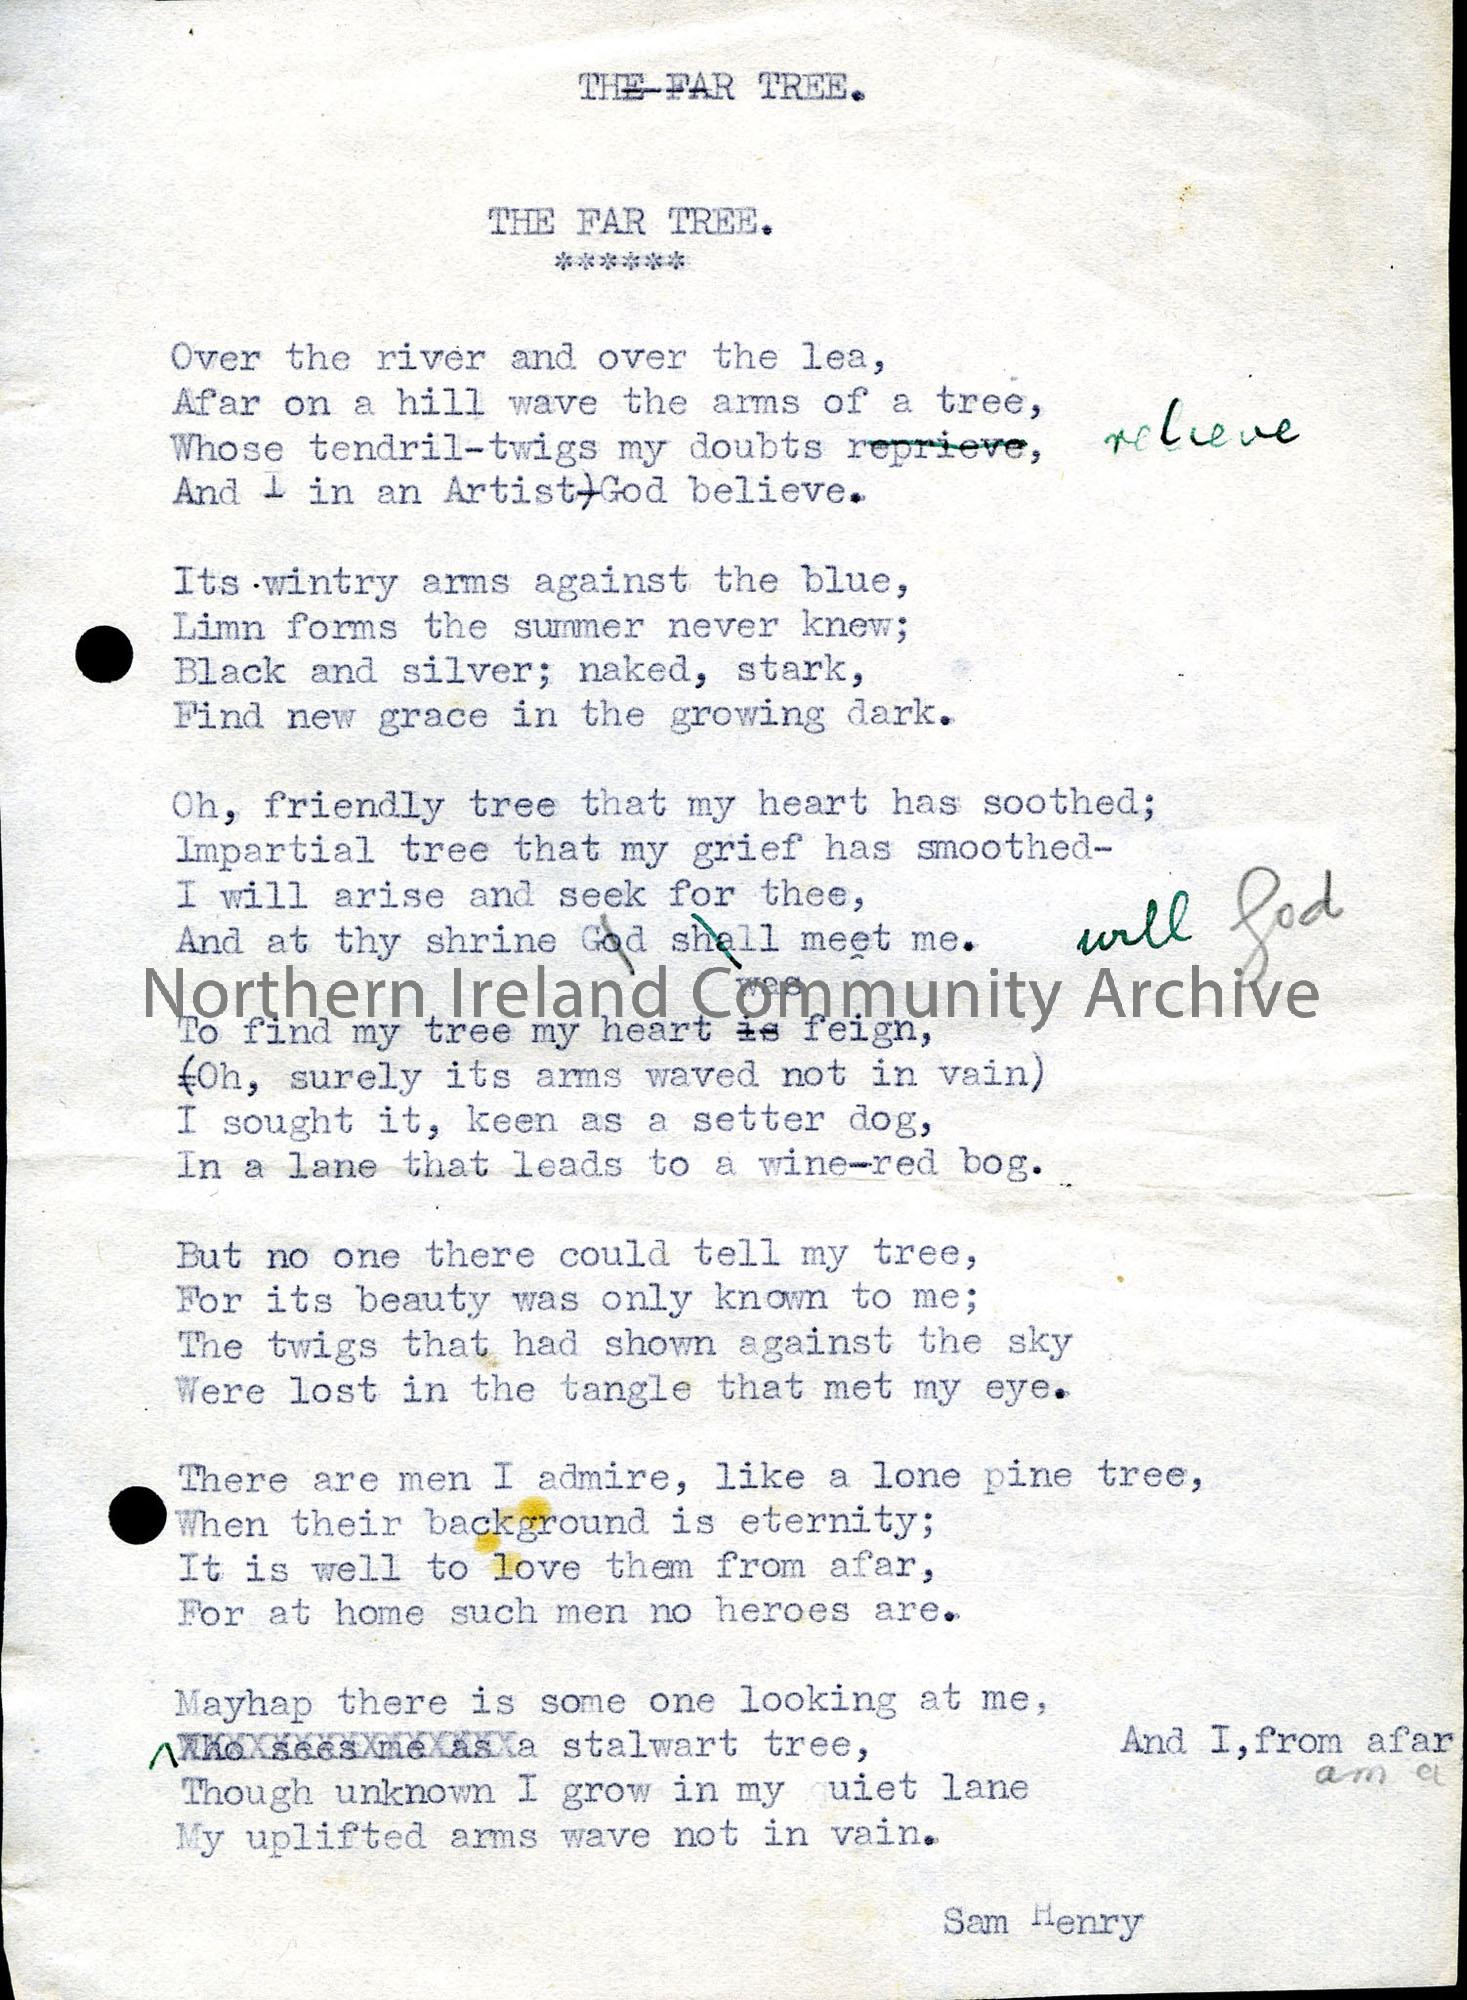 THE FAR TREE.
THE FAR TREE.
******
Over the river and over the lea,
Afar on a hill wave the arms of a tree,
Whose tendril-twigs my doubts reprieve, relieve
And I in an Artist)God believe.
Its wintry arms against the blue,
Limn forms the summer never knew;
Black and silver; naked, stark,
Find new grace in the growing dark.
Oh, friendly tree that my heart has soothed;
Impartial tree that my grief has smoothed-
I will arise and seek for thee,
And at thy shrine God shall meet me. will God
was
Northern Ireland Community Archive
To find my tree my heart is feign,
(Oh, surely its arms waved not in vain)
I sought it, keen as a setter dog,
In a lane that leads to a wine-red bog.
But no one there could tell my tree,
For its beauty was only known to me;
The twigs that had shown against the sky
Were lost in the tangle that met my eye.
There are men I admire, like a lone pine tree,
When their background is eternity;
It is well to love them from afar,
For at home such men no heroes are.
Mayhap there is some one looking at me,
Who sees me as a stalwart tree, And I,from afar
am a
Though unknown I grow in my uiet lane
My uplifted arms wave not in vain.
Sam Henry